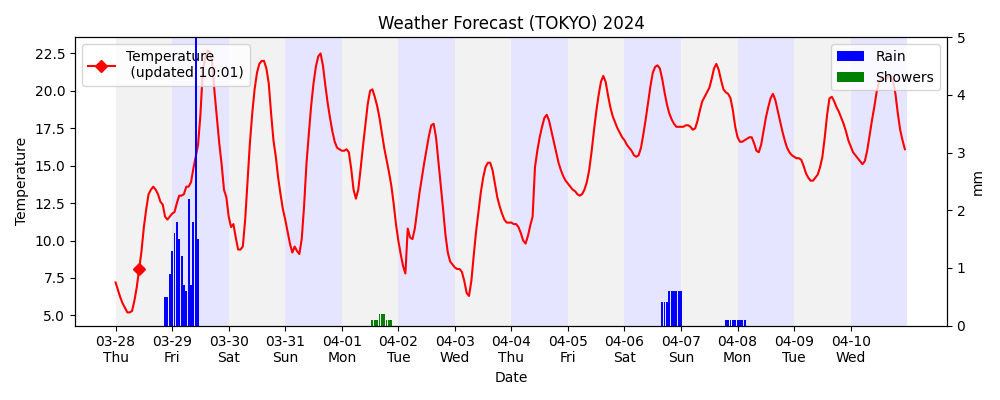 Weather Forecast (TOKYO) 2024
Temperature
(updated 10:01)
Rain
Showers
22.5
20.0
17.5
15.0
12.5
10.0
7.5
5.0
Temperature
5
4
3
2
1
0
mm
03-28 03-29 03-30 03-31 04-01 04-02 04-03 04-04 04-05 04-06 04-07 04-08 04-09 04-10
Thu Fri Sat Sun Mon Tue Wed Thu Fri Sat Sun Mon Tue Wed
Date